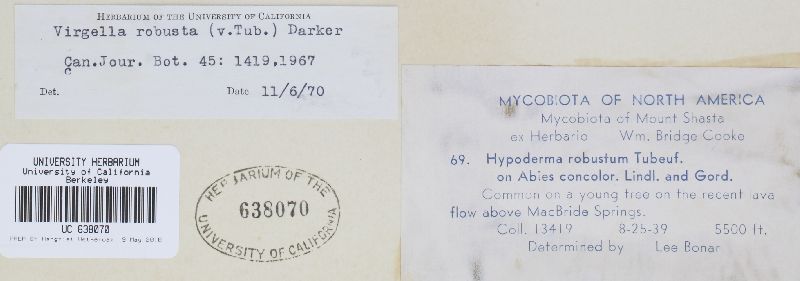 HERBARIUM OF THE UNIVERSITY OF CALIFORNIA
Virgella robusta (v.Tub.) Darker
Can.Jour. Bot. 45: 1419,1967
Det. Date 11/6/70
UNIVERSITY HERBARIUM
University of California
Berkeley
UC 638070
9 May 2016
HERBARIUM OF THE
638070
UNIVERSITY OF CALIFORNIA
MYCOBIOTA OF NORTH AMERICA
Mycobiota of Mount Shasta
ex Herbario Wm. Bridge Cooke
69. Hypoderma robustum Tubeuf.
on Abies concolor. Lindl. and Gord.
Common on a young tree on the recent lava
flow above MacBride Springs.
Coll. 13419 8-25-39 5500 ft.
Determined by Lee Bonar